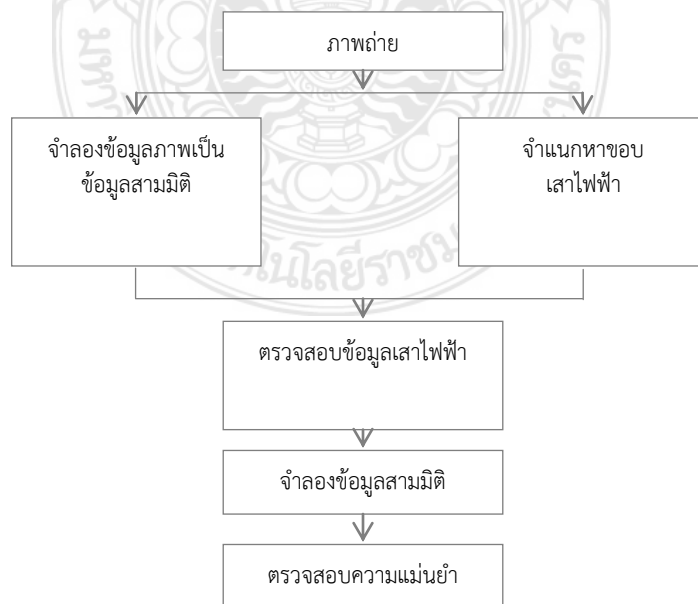 ภาพถ่าย
จำลองข้อมูลภาพเป็น
ข้อมูลสามมิติ
จำแนกหาขอบ
เสาไฟฟ้า
ตรวจสอบข้อมูลเสาไฟฟ้า
จำลองข้อมูลสามมิติ
ตรวจสอบความแม่นยำ